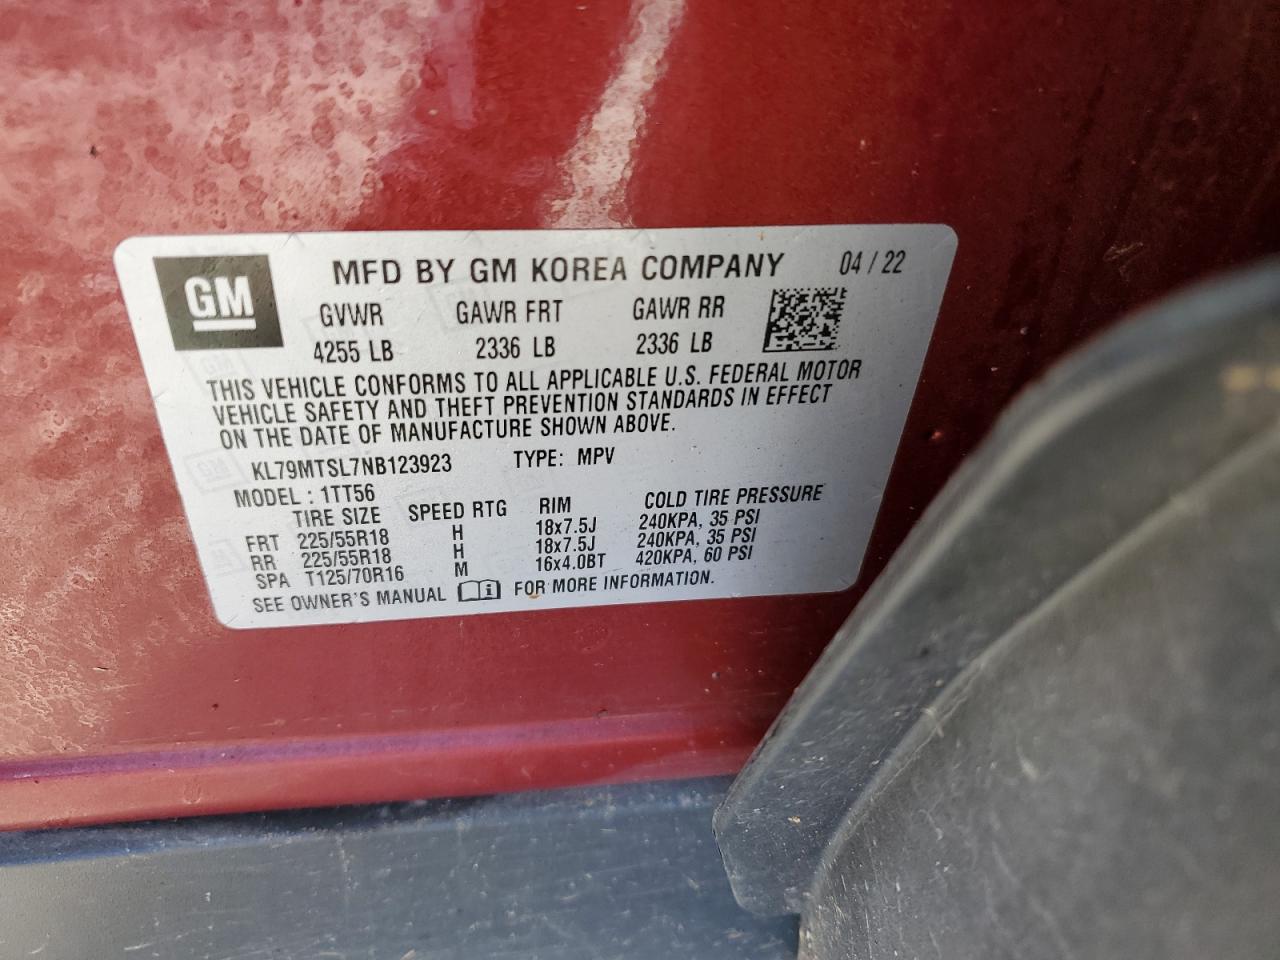 GM
MFD BY GM KOREA COMPANY 04 / 22
GVWR GAWR FRT GAWR RR
4255 LB 2336 LB 2336 LB
THIS VEHICLE CONFORMS TO ALL APPLICABLE U.S. FEDERAL MOTOR
VEHICLE SAFETY AND THEFT PREVENTION STANDARDS IN EFFECT
ON THE DATE OF MANUFACTURE SHOWN ABOVE.
KL79MTSL7NB123923 TYPE: MPV
MODEL : 1TT56
TIRE SIZE SPEED RTG RIM COLD TIRE PRESSURE
FRT 225/55R18 H 18x7.5J 240KPA, 35 PSI
RR 225/55R18 H 18x7.5J 240KPA, 35 PSI
SPA T125/70R16 M 16x4.0BT 420KPA, 60 PSI
SEE OWNER'S MANUAL i FOR MORE INFORMATION.